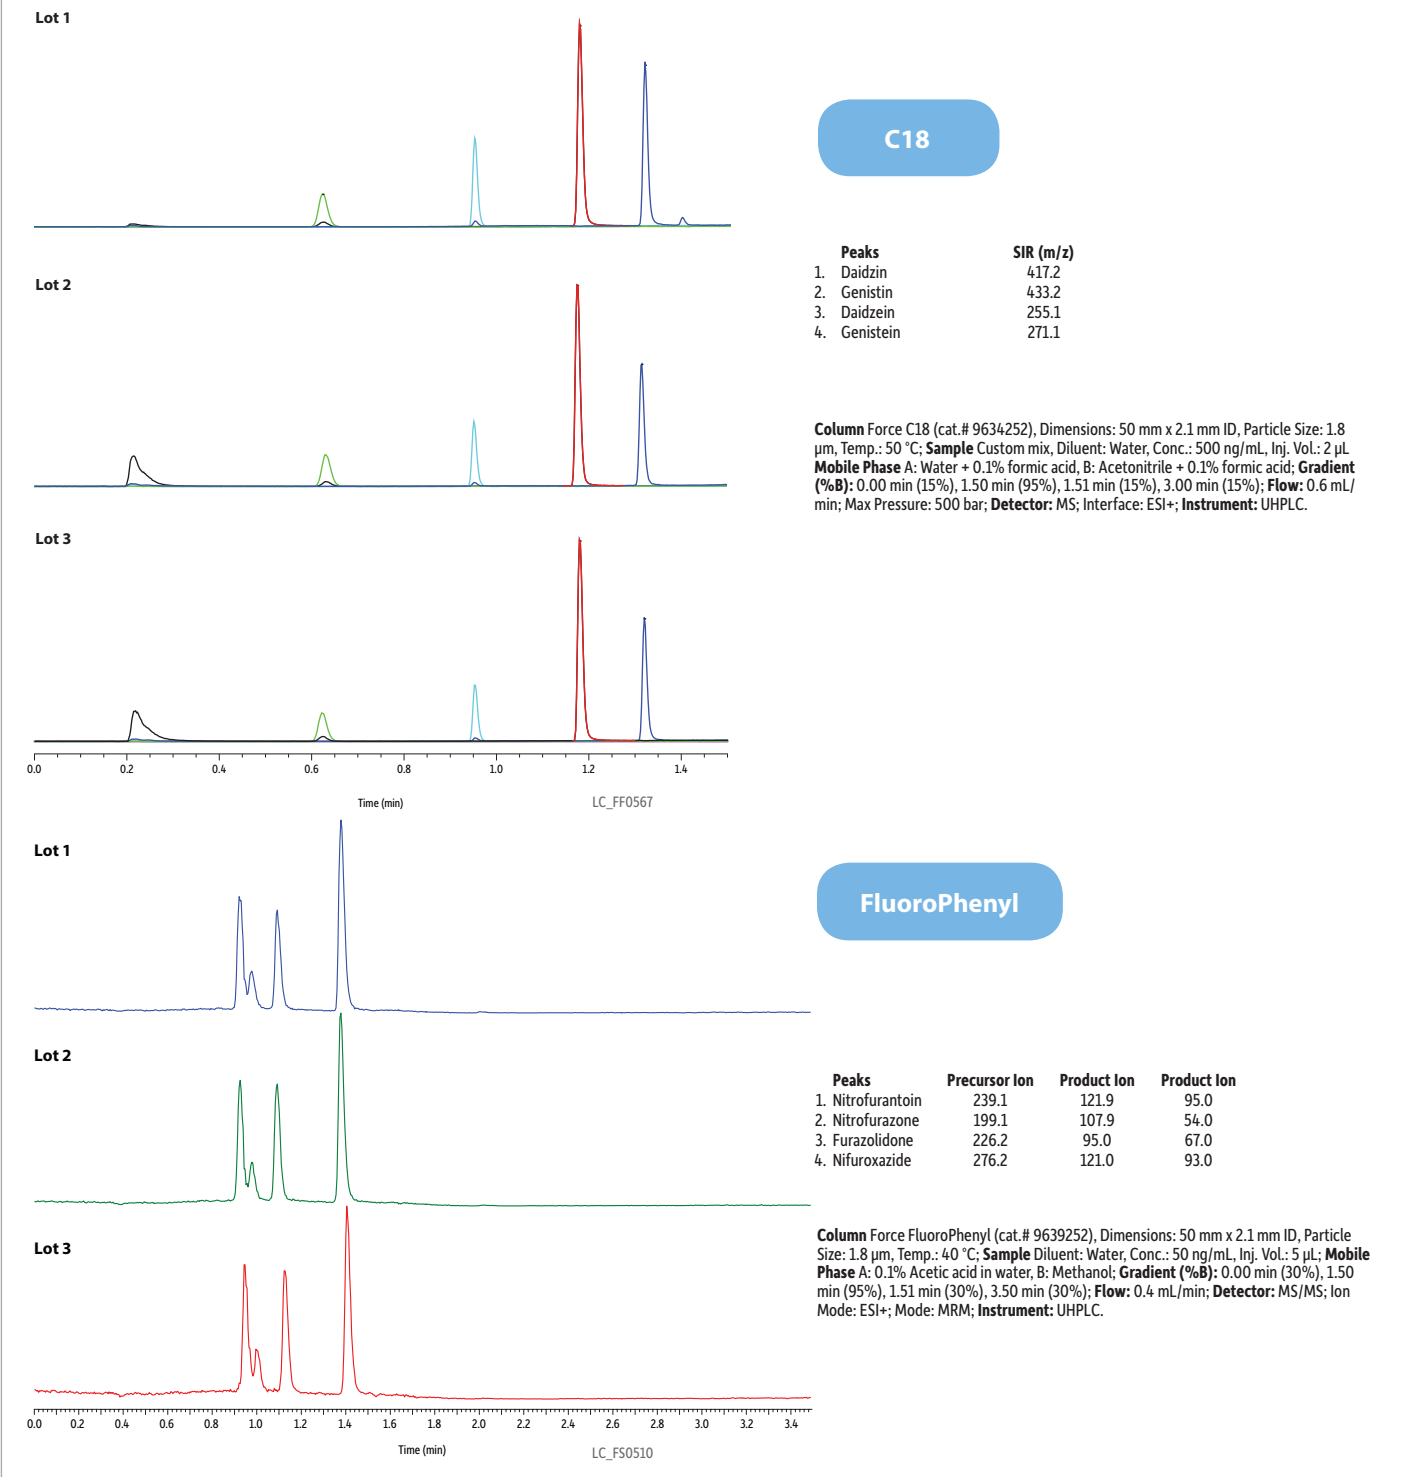 Lot 1
C18
Peaks SIR (m/z)
1. Daidzin 417.2
2. Genistin 433.2
3. Daidzein 255.1
4. Genistein 271.1
Lot 2
Column Force C18 (cat.# 9634252), Dimensions: 50 mm x 2.1 mm ID, Particle Size: 1.8
µm, Temp.: 50 °C; Sample Custom mix, Diluent: Water, Conc.: 500 ng/mL, Inj. Vol.: 2 µL
Mobile Phase A: Water + 0.1% formic acid, B: Acetonitrile + 0.1% formic acid; Gradient
(%B): 0.00 min (15%), 1.50 min (95%), 1.51 min (15%), 3.00 min (15%); Flow: 0.6 mL/
min; Max Pressure: 500 bar; Detector: MS; Interface: ESI+; Instrument: UHPLC.
Lot 3
0.0 0.2 0.4 0.6 0.8 1.0 1.2 1.4
Time (min)
LC_FF0567
Lot 1
FluoroPhenyl
Lot 2
Peaks Precursor Ion Product Ion Product Ion
1. Nitrofurantoin 239.1 121.9 95.0
2. Nitrofurazone 199.1 107.9 54.0
3. Furazolidone 226.2 95.0 67.0
4. Nifuroxazide 276.2 121.0 93.0
Lot 3
Column Force FluoroPhenyl (cat.# 9639252), Dimensions: 50 mm x 2.1 mm ID, Particle
Size: 1.8 µm, Temp.: 40 °C; Sample Diluent: Water, Conc.: 50 ng/mL, Inj. Vol.: 5 µL; Mobile
Phase A: 0.1% Acetic acid in water, B: Methanol; Gradient (%B): 0.00 min (30%), 1.50
min (95%), 1.51 min (30%), 3.50 min (30%); Flow: 0.4 mL/min; Detector: MS/MS; Ion
Mode: ESI+; Mode: MRM; Instrument: UHPLC.
0.0 0.2 0.4 0.6 0.8 1.0 1.2 1.4 1.6 1.8 2.0 2.2 2.4 2.6 2.8 3.0 3.2 3.4
Time (min)
LC_FS0510